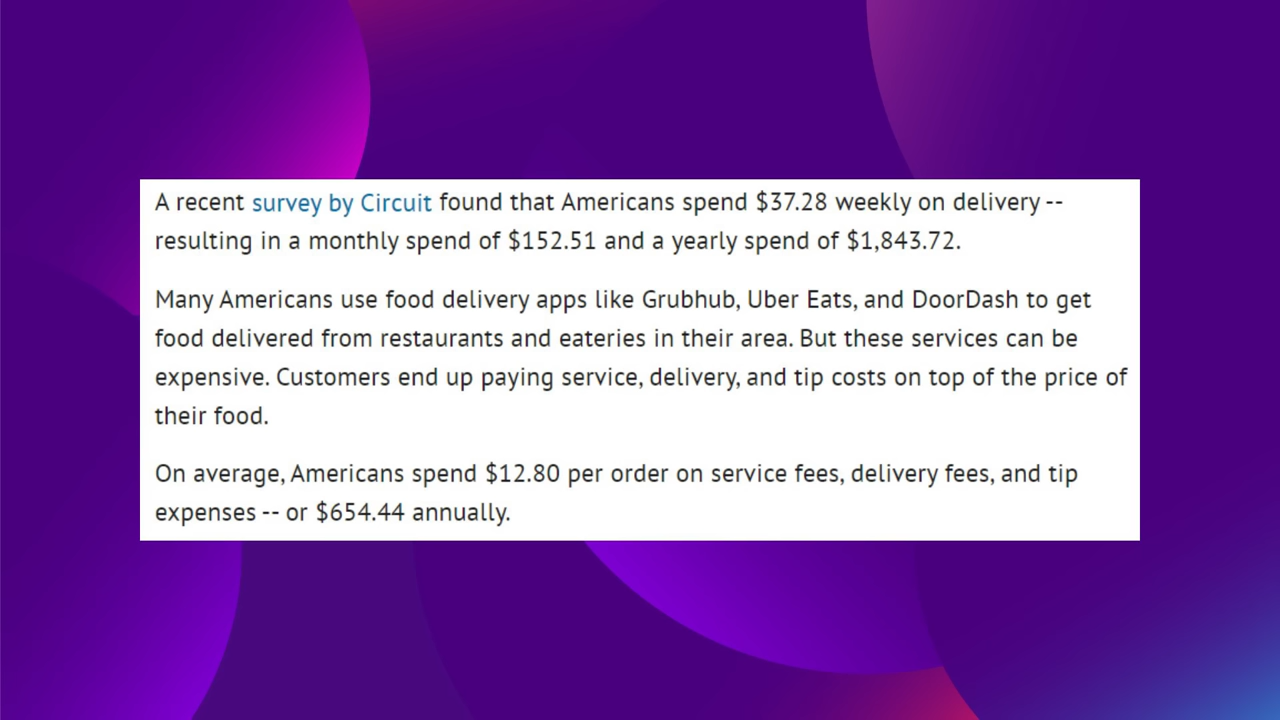 A recent survey by Circuit found that Americans spend $37.28 weekly on delivery --
resulting in a monthly spend of $152.51 and a yearly spend of $1,843.72.
Many Americans use food delivery apps like Grubhub, Uber Eats, and DoorDash to get
food delivered from restaurants and eateries in their area. But these services can be
expensive. Customers end up paying service, delivery, and tip costs on top of the price of
their food.
On average, Americans spend $12.80 per order on service fees, delivery fees, and tip
expenses -- or $654.44 annually.